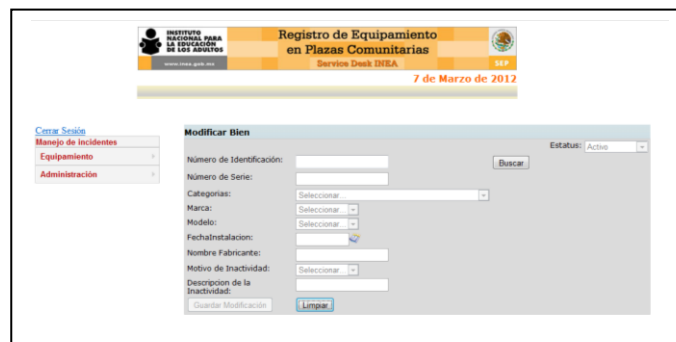 INSTITUTO
NACIONAL PARA
LA EDUCACIÓN
DE LOS ADULTOS
www.inea.gob.mx
Registro de Equipamiento
en Plazas Comunitarias
Service Desk INEA
SEP
7 de Marzo de 2012
Cerrar Sesión
Manejo de incidentes
Equipamiento
Administración
Modificar Bien
Estatus: Activo
Número de Identificación:
Buscar
Número de Serie:
Categorias: Seleccionar...
Marca: Seleccionar...
Modelo: Seleccionar...
FechaInstalacion:
Nombre Fabricante:
Motivo de Inactividad: Seleccionar...
Descripcion de la
Inactividad:
Guardar Modificación Limpiar